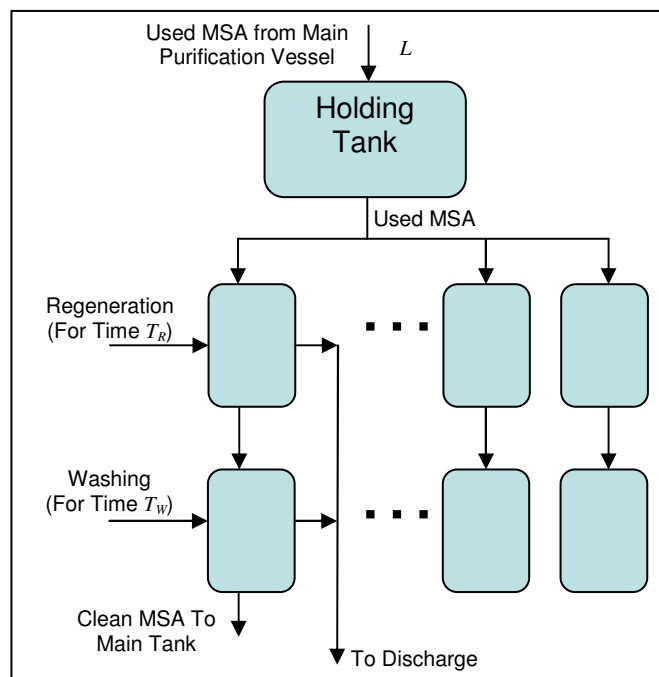 Used MSA from Main
Purification Vessel
L
Holding
Tank
Used MSA
Regeneration
(For Time T_R)
Washing
(For Time T_W)
Clean MSA To
Main Tank
To Discharge